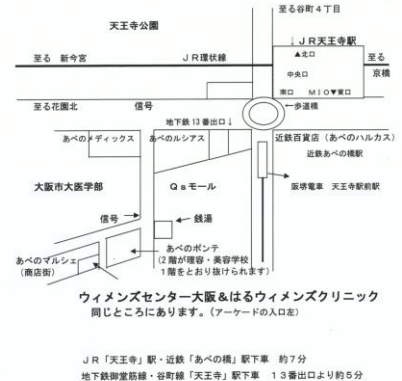 至る谷町４丁目
天王寺公園
↓ＪＲ天王寺駅
▲北口
至る　新今宮
ＪＲ環状線
至る
京橋
中央口
南口　ＭＩＯ▼東口
至る花園北
信号
←歩道橋
地下鉄13番出口↓
あべのメディックス
あべのルシアス
近鉄百貨店（あべのハルカス）
近鉄あべの橋駅
大阪市大医学部
Ｑｓモール
阪堺電車　天王寺駅前駅
信号
銭湯
あべのマルシェ
（商店街）
あべのポンテ
（２階が理容・美容学校
１階をとおり抜けられます）
ウィメンズセンター大阪＆はるウィメンズクリニック
同じところにあります。（アーケードの入口左）
ＪＲ「天王寺」駅・近鉄「あべの橋」駅下車　約７分
地下鉄御堂筋線・谷町線「天王寺」駅下車　１３番出口より約５分